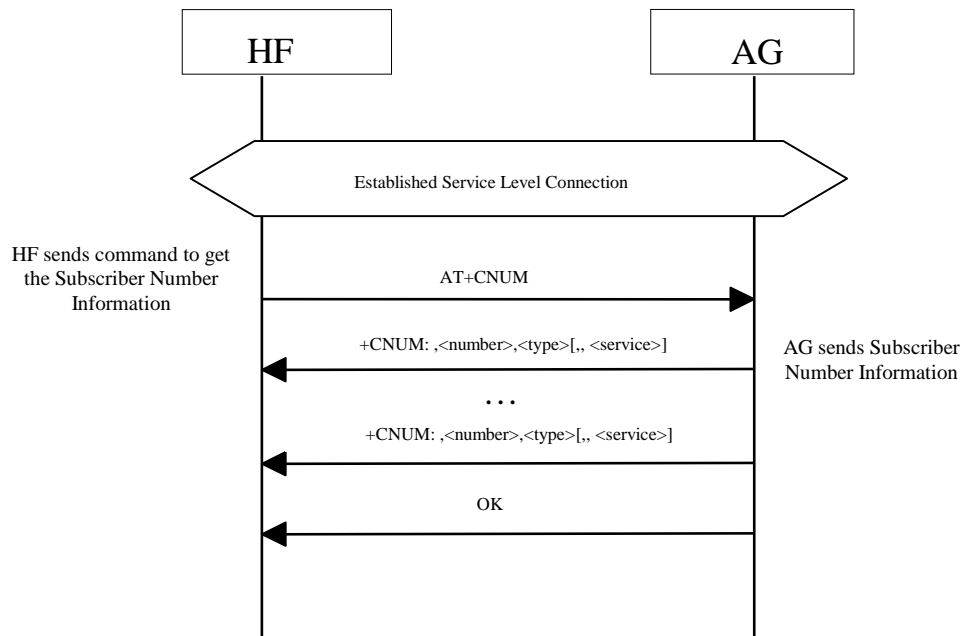 HF
AG
Established Service Level Connection
HF sends command to get
the Subscriber Number
Information
AT+CNUM
+CNUM: ,<number>,<type>[,, <service>]
AG sends Subscriber
Number Information
...
+CNUM: ,<number>,<type>[,, <service>]
OK